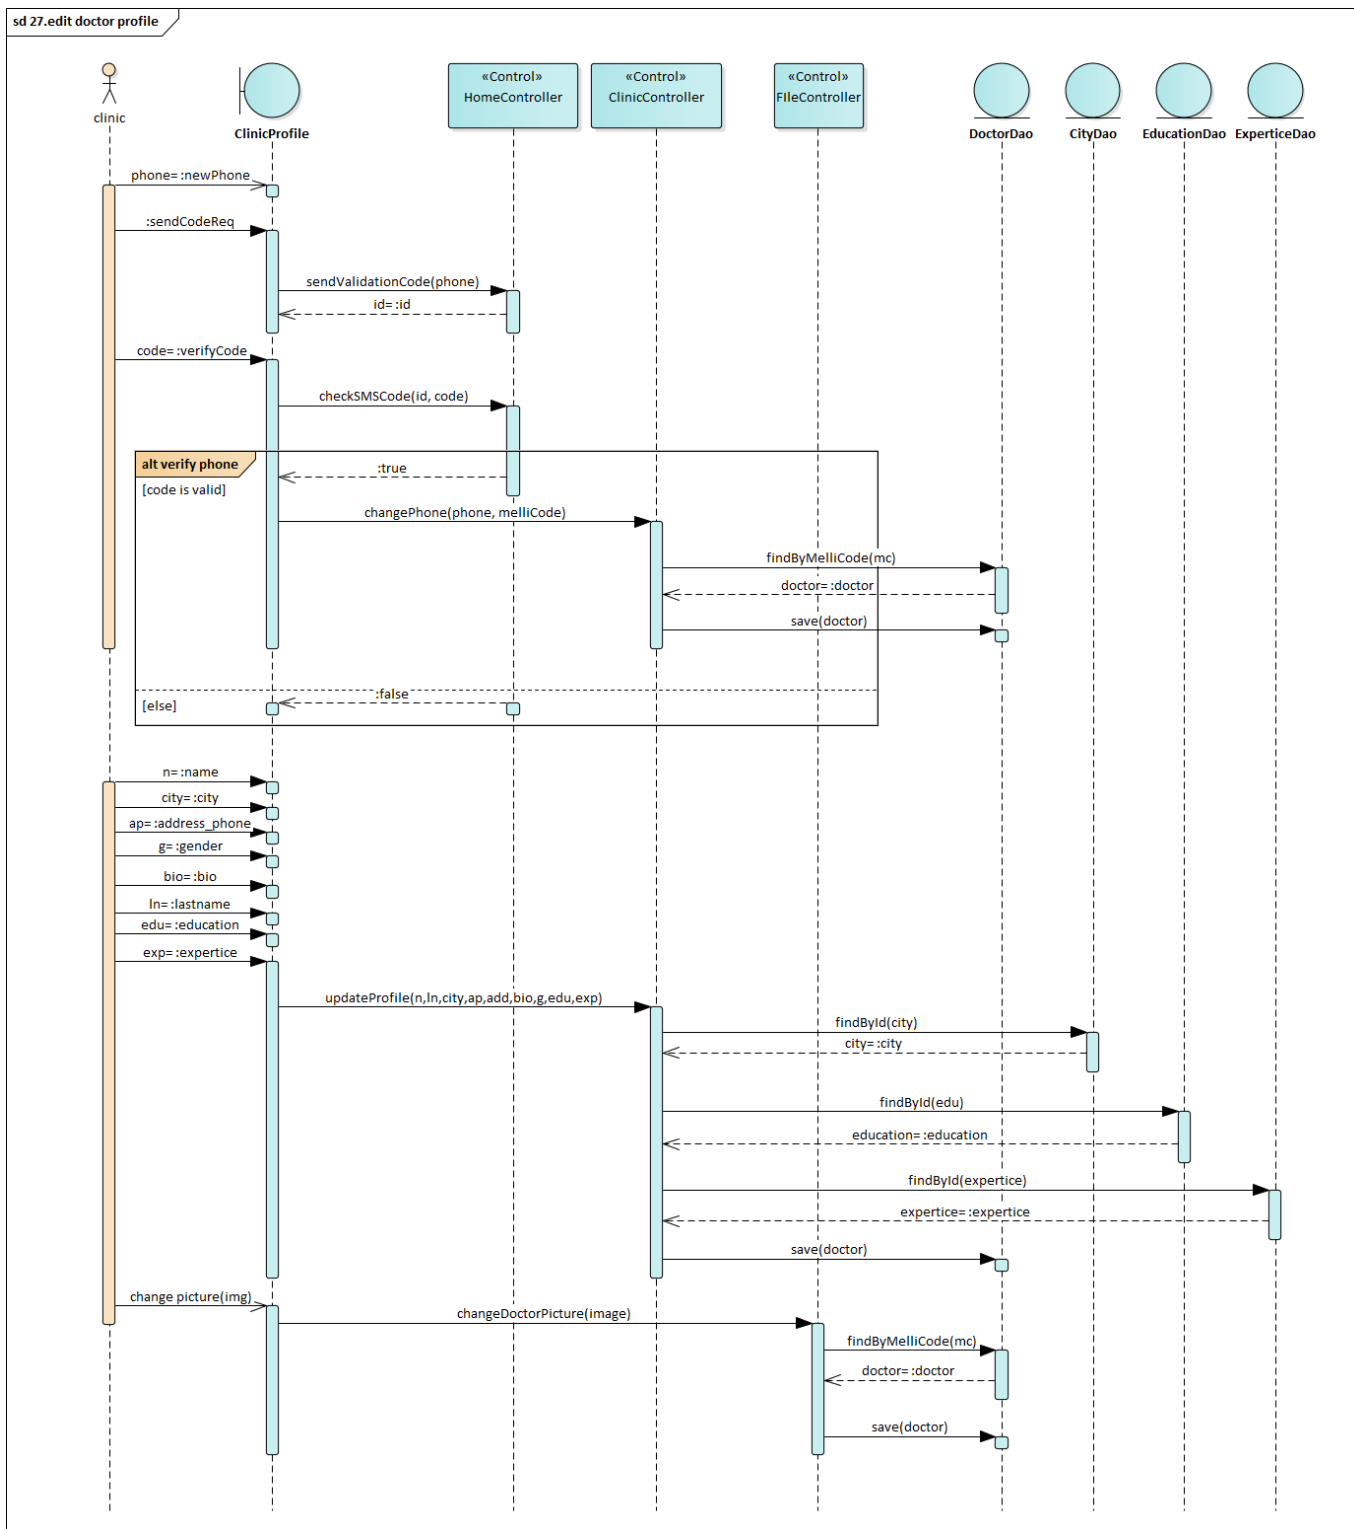 sd 27.edit doctor profile
clinic
ClinicProfile
«Control»
HomeController
«Control»
ClinicController
«Control»
FIleController
DoctorDao
CityDao
EducationDao
ExperticeDao
phone= :newPhone
:sendCodeReq
sendValidationCode(phone)
id= :id
code= :verifyCode
checkSMSCode(id, code)
alt verify phone
:true
[code is valid]
changePhone(phone, melliCode)
findByMelliCode(mc)
doctor= :doctor
save(doctor)
:false
[else]
n= :name
city= :city
ap= :address_phone
g= :gender
bio= :bio
ln= :lastname
edu= :education
exp= :expertice
updateProfile(n,ln,city,ap,add,bio,g,edu,exp)
findById(city)
city= :city
findById(edu)
education= :education
findById(expertice)
expertice= :expertice
save(doctor)
change picture(img)
changeDoctorPicture(image)
findByMelliCode(mc)
doctor= :doctor
save(doctor)